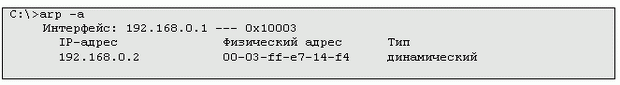 C:\>arp -a
Интерфейс: 192.168.0.1 --- 0x10003
IP-адрес Физический адрес Тип
192.168.0.2 00-03-ff-e7-14-f4 динамический